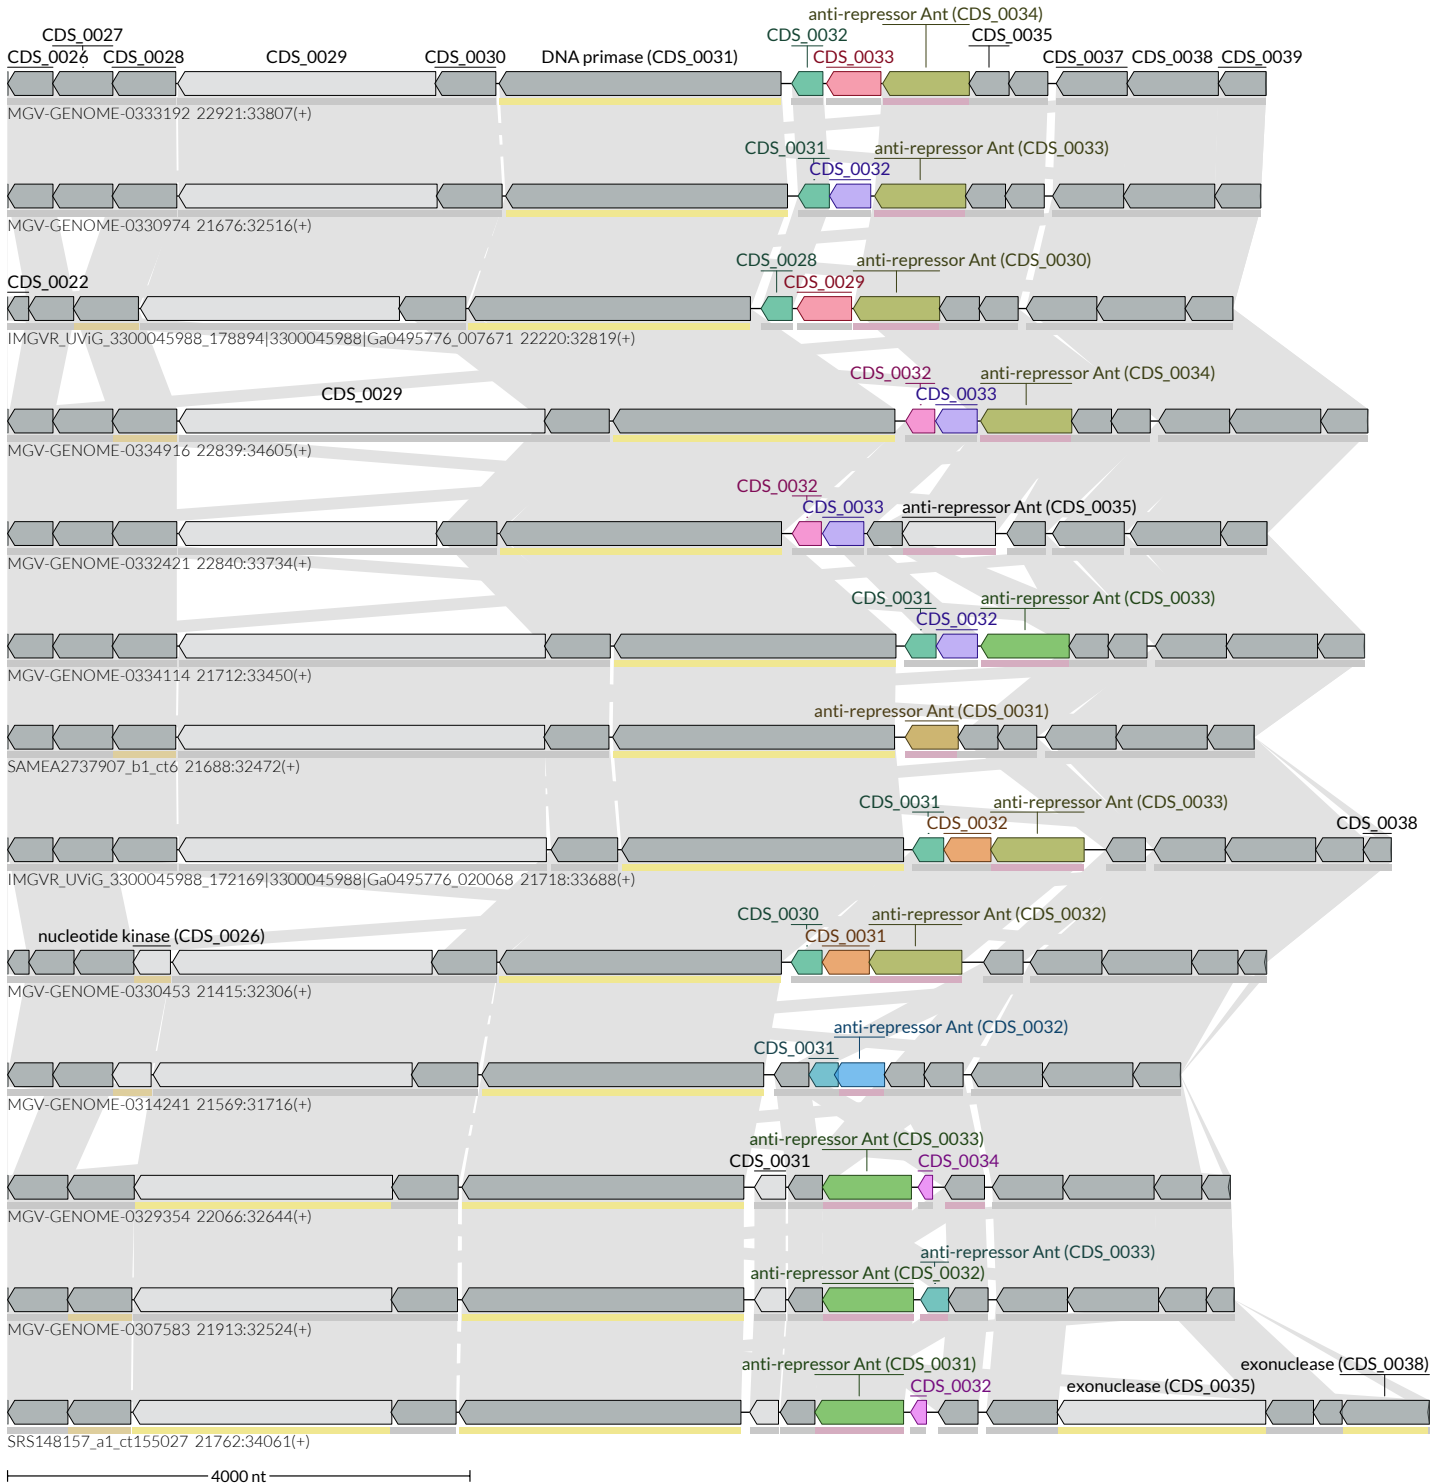 anti-repressor Ant (CDS_0034)
CDS_0027 CDS_0032 CDS_0035
CDS_0026 CDS_0028 CDS_0029 CDS_0030 DNA primase (CDS_0031) CDS_0033 CDS_0037 CDS_0038 CDS_0039
MGV-GENOME-0333192 22921:33807(+)
CDS_0031 anti-repressor Ant (CDS_0033)
CDS_0032
MGV-GENOME-0330974 21676:32516(+)
CDS_0028 anti-repressor Ant (CDS_0030)
CDS_0022 CDS_0029
IMGVR_UViG_3300045988_178894|3300045988|Ga0495776_007671 22220:32819(+)
CDS_0032 anti-repressor Ant (CDS_0034)
CDS_0029 CDS_0033
MGV-GENOME-0334916 22839:34605(+)
CDS_0032
CDS_0033 anti-repressor Ant (CDS_0035)
MGV-GENOME-0332421 22840:33734(+)
CDS_0031 anti-repressor Ant (CDS_0033)
CDS_0032
MGV-GENOME-0334114 21712:33450(+)
anti-repressor Ant (CDS_0031)
SAMEA2737907_b1_ct6 21688:32472(+)
CDS_0031 anti-repressor Ant (CDS_0033)
CDS_0032 CDS_0038
IMGVR_UViG_3300045988_172169|3300045988|Ga0495776_020068 21718:33688(+)
CDS_0030 anti-repressor Ant (CDS_0032)
nucleotide kinase (CDS_0026) CDS_0031
MGV-GENOME-0330453 21415:32306(+)
anti-repressor Ant (CDS_0032)
CDS_0031
MGV-GENOME-0314241 21569:31716(+)
anti-repressor Ant (CDS_0033)
CDS_0031 CDS_0034
MGV-GENOME-0329354 22066:32644(+)
anti-repressor Ant (CDS_0033)
anti-repressor Ant (CDS_0032)
MGV-GENOME-0307583 21913:32524(+)
anti-repressor Ant (CDS_0031) exonuclease (CDS_0038)
CDS_0032 exonuclease (CDS_0035)
SRS148157_a1_ct155027 21762:34061(+)
4000 nt